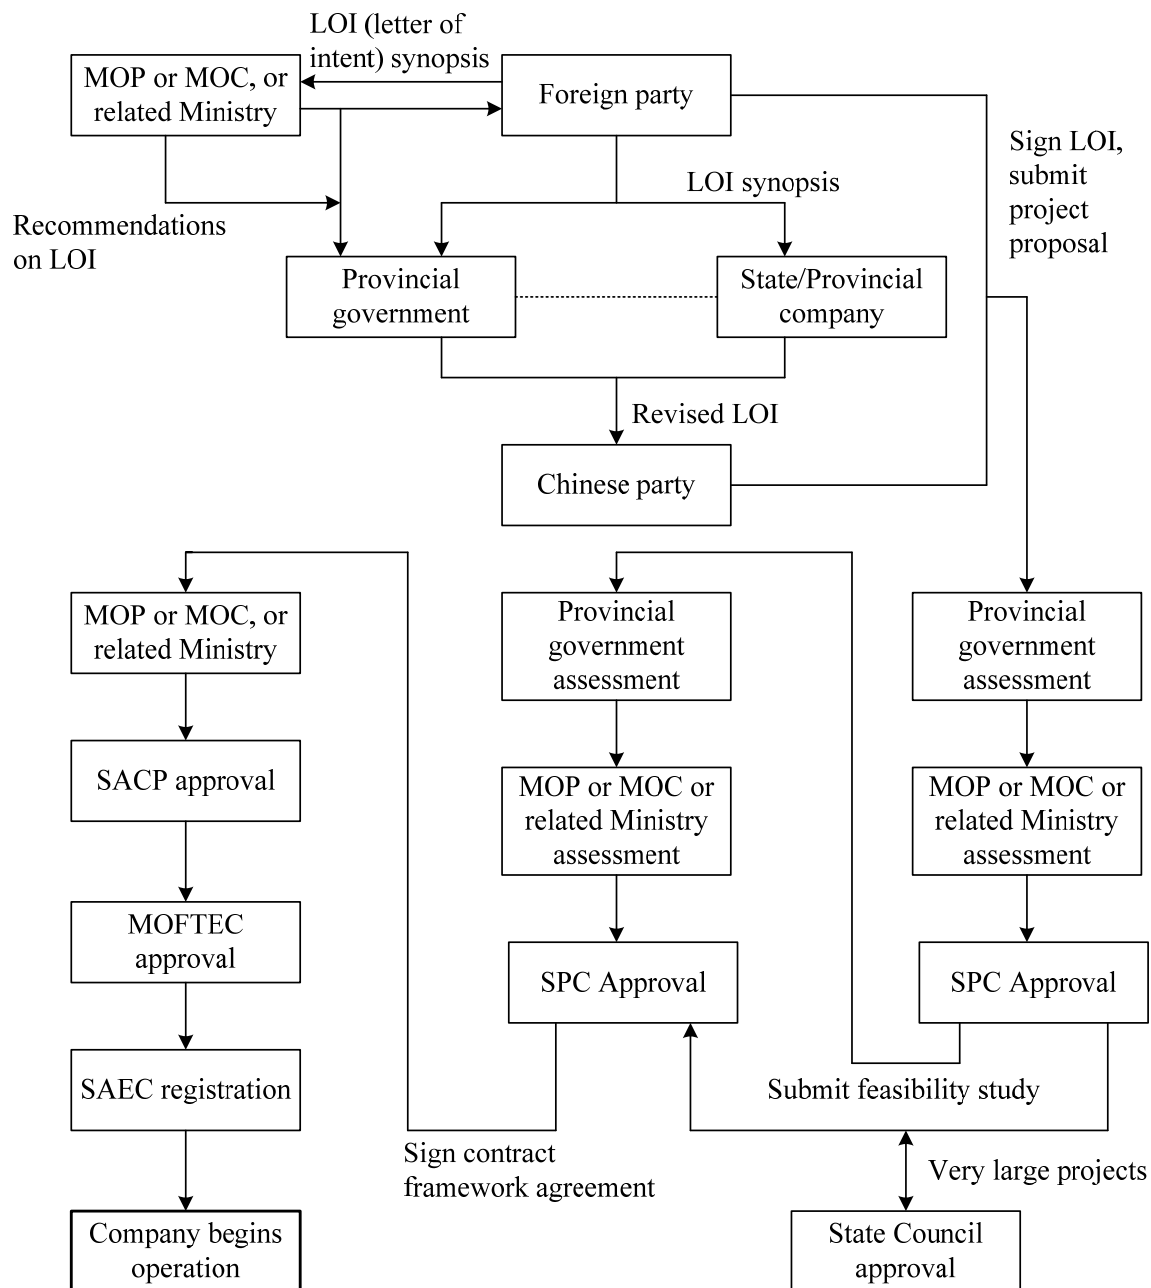 LOI (letter of
intent) synopsis
MOP or MOC, or
related Ministry
Foreign party
Sign LOI,
submit
project
proposal
LOI synopsis
Recommendations
on LOI
Provincial
government
State/Provincial
company
Revised LOI
Chinese party
MOP or MOC, or
related Ministry
Provincial
government
assessment
Provincial
government
assessment
SACP approval
MOP or MOC or
related Ministry
assessment
MOP or MOC or
related Ministry
assessment
MOFTEC
approval
SPC Approval
SPC Approval
SAEC registration
Submit feasibility study
Sign contract
framework agreement
Very large projects
Company begins
operation
State Council
approval